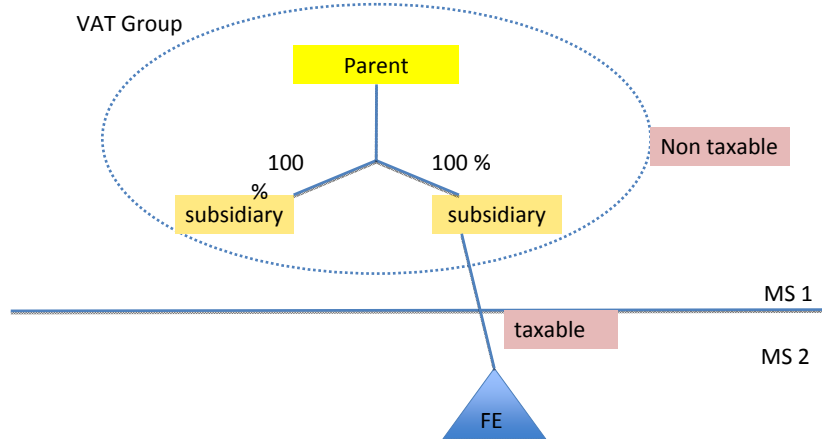 VAT Group
Parent
Non taxable
100
%
100 %
subsidiary
subsidiary
MS 1
taxable
MS 2
FE